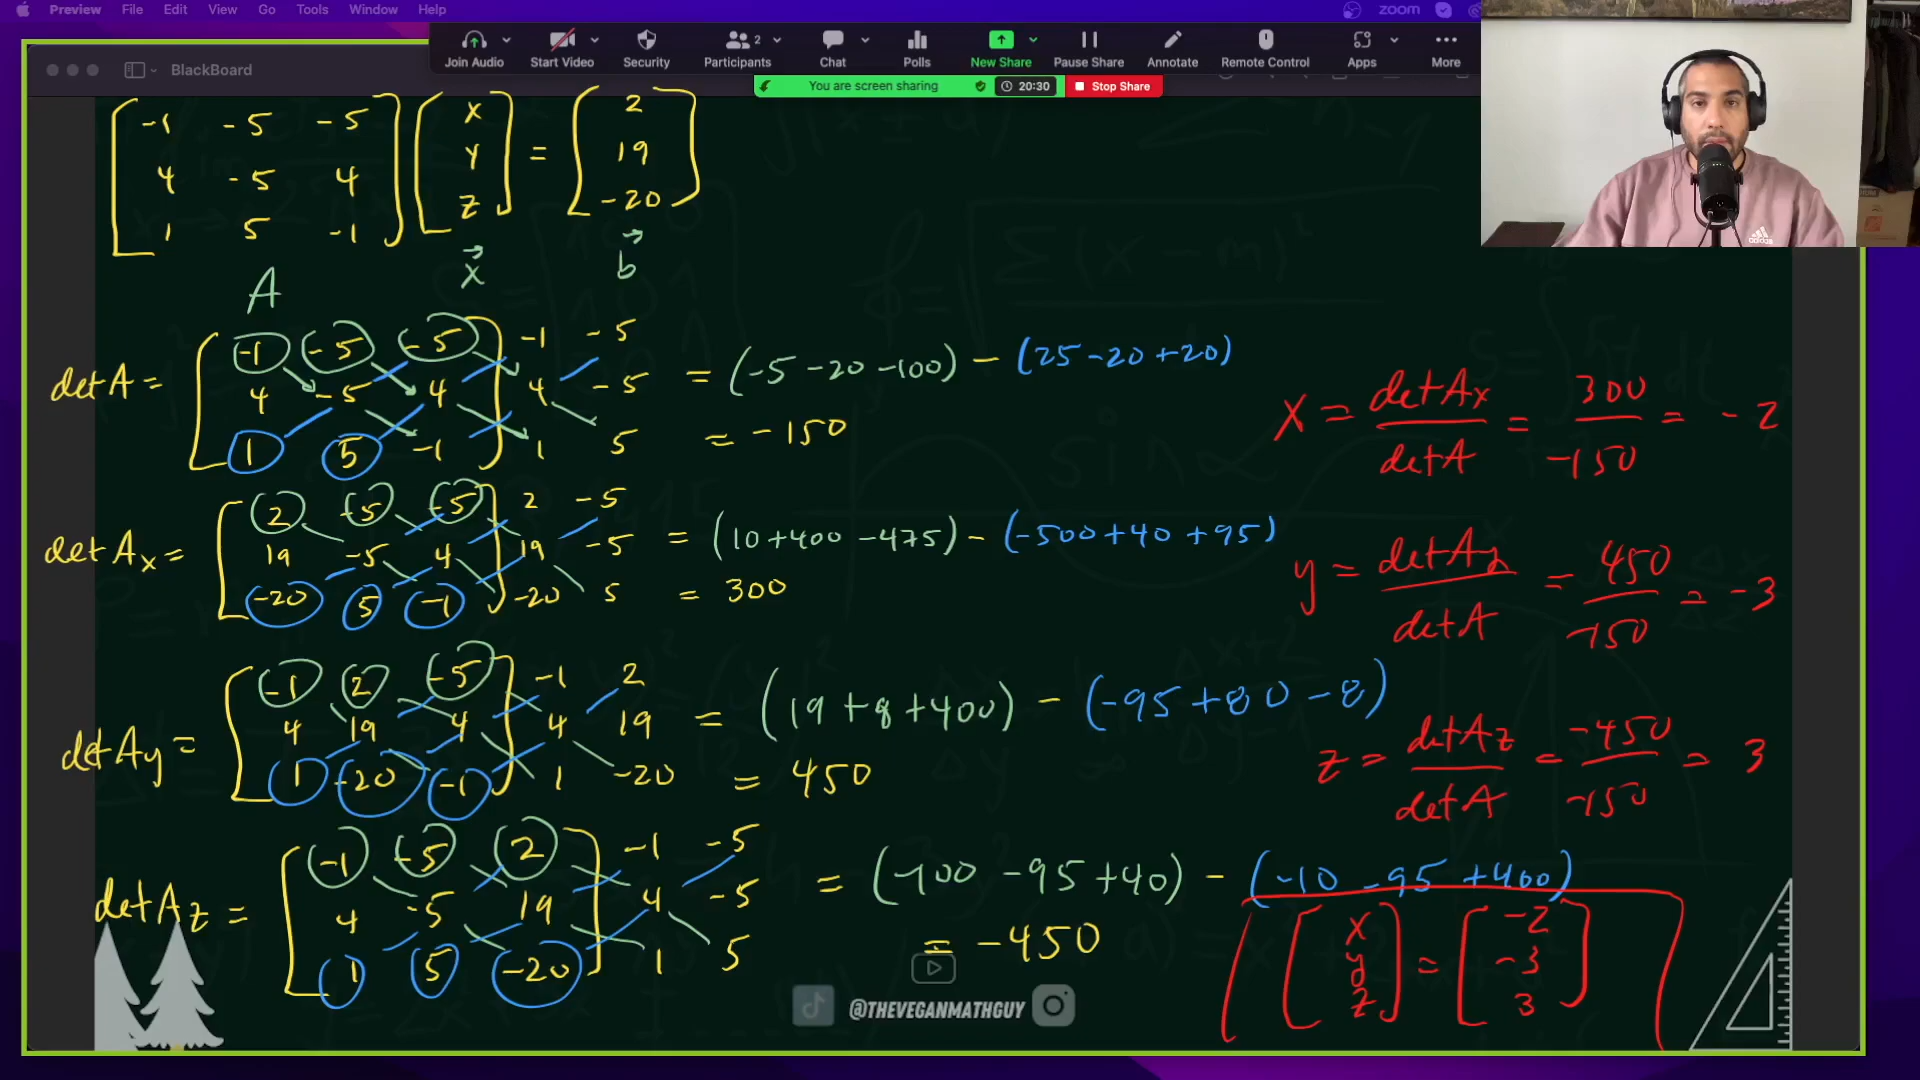 Preview File Edit View Go Tools Window Help
zoom
Join Audio Start Video Security Participants 2 Chat Polls New Share Pause Share Annotate Remote Control Apps More
BlackBoard
You are screen sharing 20:30 Stop Share
-1 -5 -5 x 2
4 -5 4 y = 19
1 5 -1 z -20
A x b
-1 -5 -5 -1 -5
det A = 4 -5 4 4 -5 = (-5 -20 -100) - (25 -20 +20)
1 5 -1 1 5 = -150
x = det Ax / det A = 300 / -150 = -2
2 -5 -5 2 -5
det Ax = 19 -5 4 19 -5 = (10 +400 -475) - (-500 +40 +95)
-20 5 -1 -20 5 = 300
y = det Ay / det A = 450 / -150 = -3
-1 2 -5 -1 2
det Ay = 4 19 4 4 19 = (19 +8 +400) - (-95 +80 -8)
1 -20 -1 1 -20 = 450
z = det Az / det A = -450 / -150 = 3
-1 -5 2 -1 -5
det Az = 4 -5 19 4 -5 = (-100 -95 +40) - (-10 -95 +400)
1 5 -20 1 5 = -450
x -2
y = -3
z 3
@THEVEGANMATHGUY
adidas